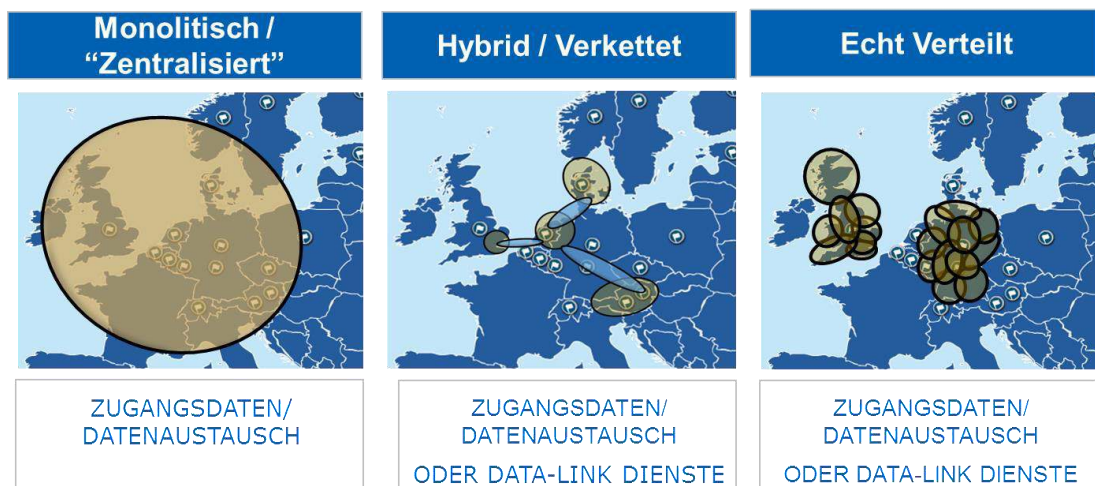 Monolitisch /
“Zentralisiert”
Hybrid / Verkettet
Echt Verteilt
ZUGANGSDATEN/
DATENAUSTAUSCH
ZUGANGSDATEN/
DATENAUSTAUSCH
ODER DATA-LINK DIENSTE
ZUGANGSDATEN/
DATENAUSTAUSCH
ODER DATA-LINK DIENSTE